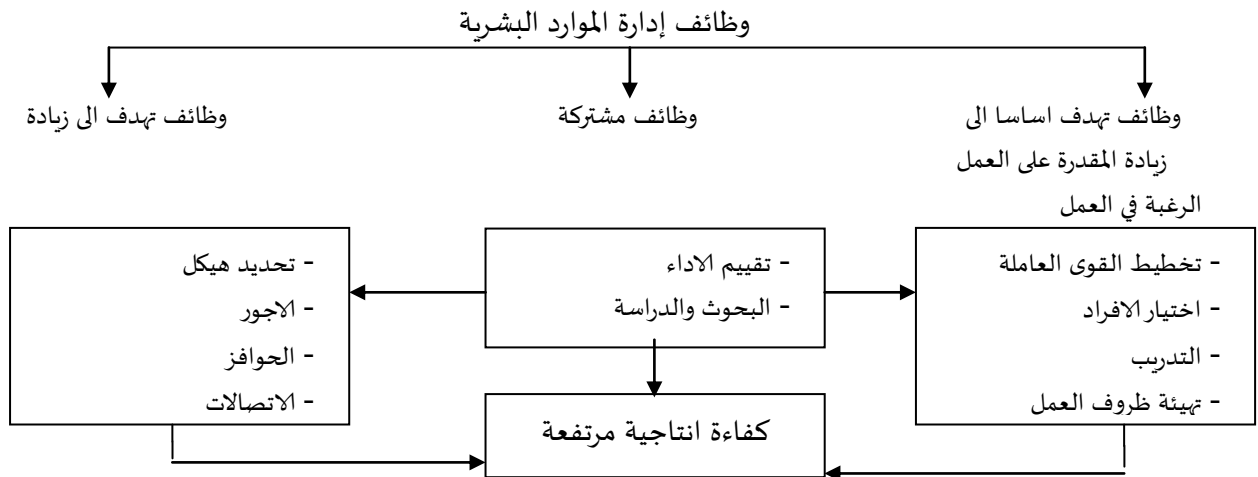 وظائف إدارة الموارد البشرية
وظائف تهدف اساسا الى
زيادة المقدرة على العمل
الرغبة في العمل
وظائف مشتركة
وظائف تهدف الى زيادة
- تخطيط القوى العاملة
- اختيار الافراد
- التدريب
- تهيئة ظروف العمل
- تقييم الاداء
- البحوث والدراسة
- تحديد هيكل
- الاجور
- الحوافز
- الاتصالات
كفاءة انتاجية مرتفعة